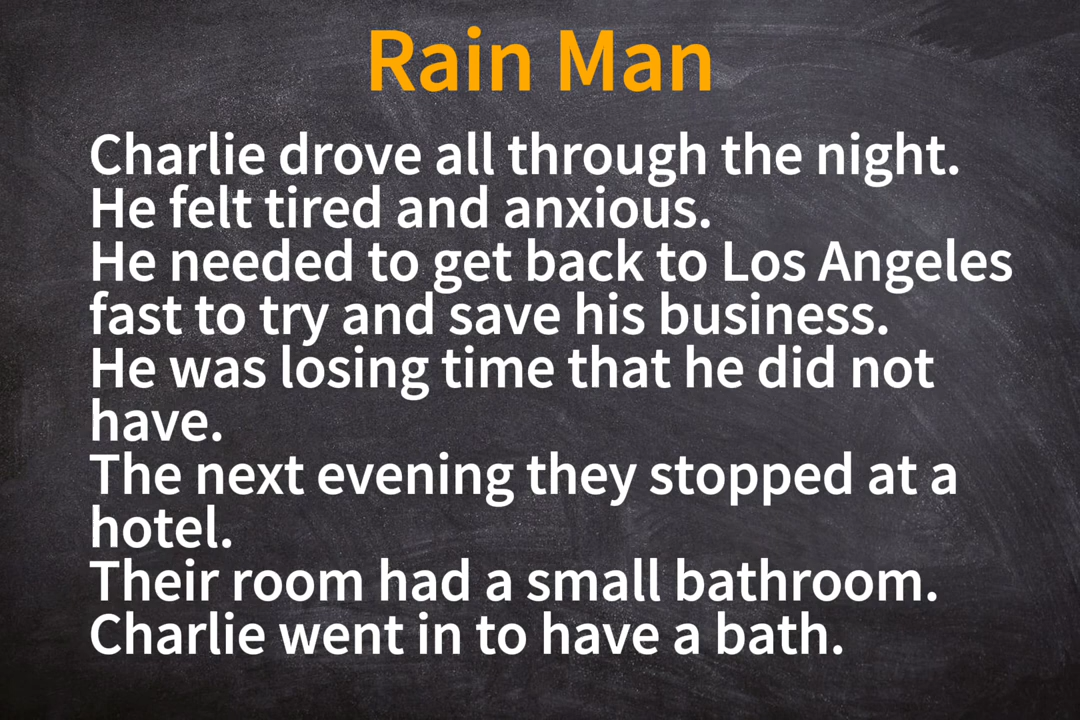 Rain Man
Charlie drove all through the night.
He felt tired and anxious.
He needed to get back to Los Angeles
fast to try and save his business.
He was losing time that he did not
have.
The next evening they stopped at a
hotel.
Their room had a small bathroom.
Charlie went in to have a bath.